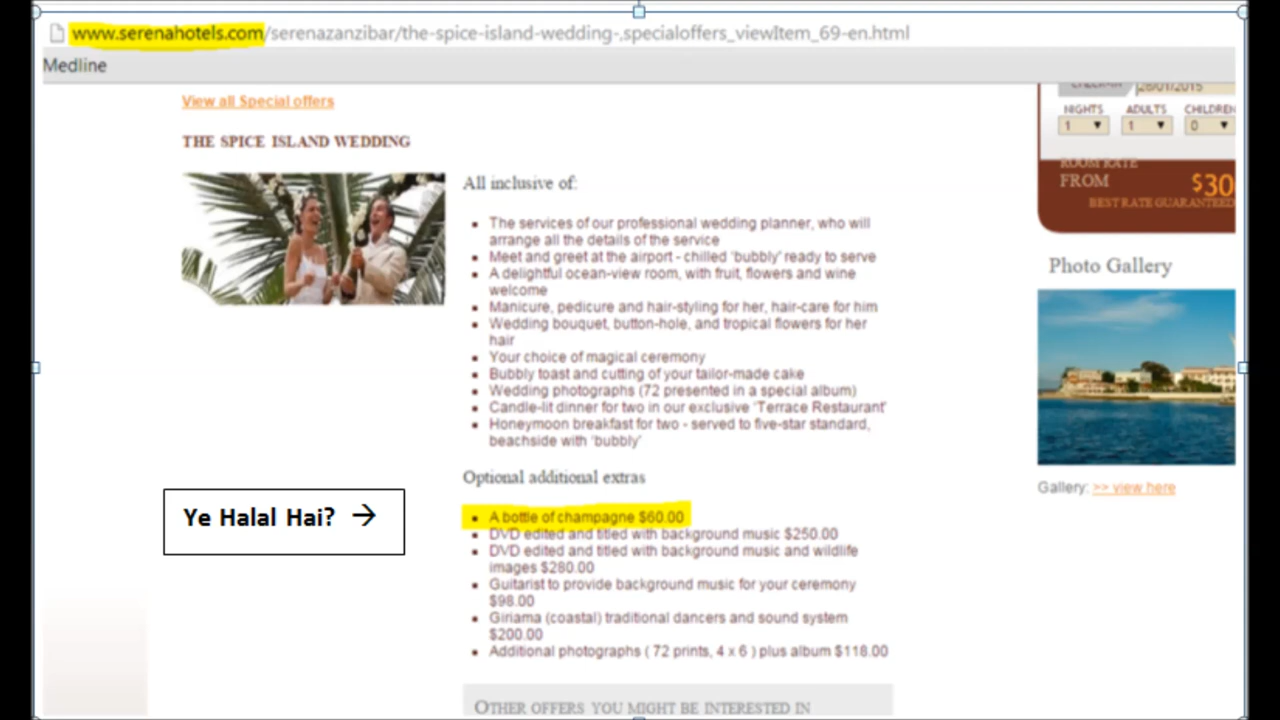 www.serenahotels.com/serenazanzibar/the-spice-island-wedding-,specialoffers_viewItem_69-en.html
Medline
View all Special offers
THE SPICE ISLAND WEDDING
All inclusive of:
The services of our professional wedding planner, who will
arrange all the details of the service
Meet and greet at the airport - chilled 'bubbly' ready to serve
A delightful ocean-view room, with fruit, flowers and wine
welcome
Manicure, pedicure and hair-styling for her, hair-care for him
Wedding bouquet, button-hole, and tropical flowers for her
hair
Your choice of magical ceremony
Bubbly toast and cutting of your tailor-made cake
Wedding photographs (72 presented in a special album)
Candle-lit dinner for two in our exclusive 'Terrace Restaurant'
Honeymoon breakfast for two - served to five-star standard,
beachside with 'bubbly'
Optional additional extras
A bottle of champagne $60.00
DVD edited and titled with background music $250.00
DVD edited and titled with background music and wildlife
images $280.00
Guitarist to provide background music for your ceremony
$98.00
Giriama (coastal) traditional dancers and sound system
$200.00
Additional photographs ( 72 prints, 4 x 6 ) plus album $118.00
OTHER OFFERS YOU MIGHT BE INTERESTED IN
Ye Halal Hai? →
CHECK-IN 26/01/2015
NIGHTS ADULTS CHILDREN
1 1 0
ROOM RATE
FROM $30
BEST RATE GUARANTEED
Photo Gallery
Gallery: >> view here